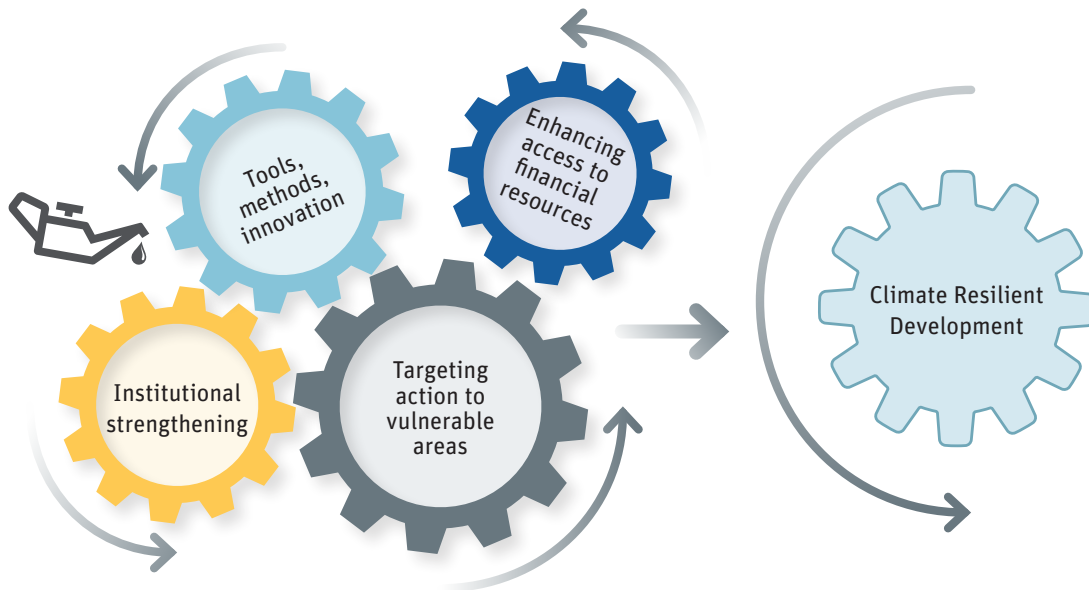 Tools,
methods,
innovation
Enhancing
access to
financial
resources
Institutional
strengthening
Targeting
action to
vulnerable
areas
Climate Resilient
Development